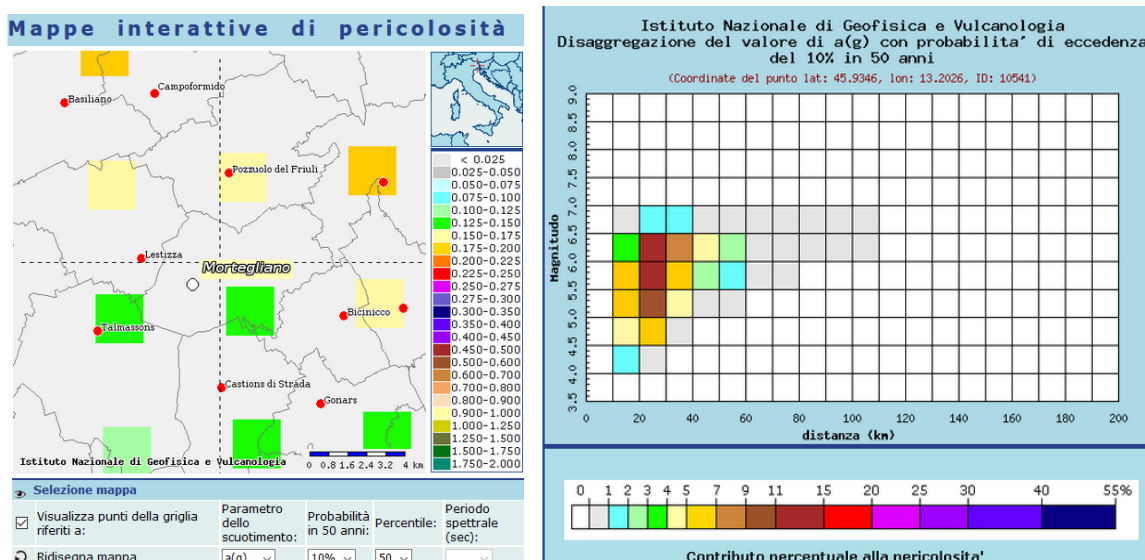 Mappe interattive di pericolosità
Basiliano
Campoformido
Pozzuolo del Friuli
Lestizza
Mortegliano
Talmassons
Bicinicco
Castions di Strada
Gonars
Istituto Nazionale di Geofisica e Vulcanologia
0 0.8 1.6 2.4 3.2 4 km
< 0.025
0.025-0.050
0.050-0.075
0.075-0.100
0.100-0.125
0.125-0.150
0.150-0.175
0.175-0.200
0.200-0.225
0.225-0.250
0.250-0.275
0.275-0.300
0.300-0.350
0.350-0.400
0.400-0.450
0.450-0.500
0.500-0.600
0.600-0.700
0.700-0.800
0.800-0.900
0.900-1.000
1.000-1.250
1.250-1.500
1.500-1.750
1.750-2.000
Selezione mappa
Visualizza punti della griglia
riferiti a:
Parametro
dello
scuotimento:
Probabilità
in 50 anni:
Percentile:
Periodo
spettrale
(sec):
Ridisegna mappa
a(g)
10%
50
Istituto Nazionale di Geofisica e Vulcanologia
Disaggregazione del valore di a(g) con probabilita' di eccedenza
del 10% in 50 anni
(Coordinate del punto lat: 45.9346, lon: 13.2026, ID: 10541)
Magnitudo
9.0
8.5
8.0
7.5
7.0
6.5
6.0
5.5
5.0
4.5
4.0
3.5
0 20 40 60 80 100 120 140 160 180 200
distanza (km)
0 1 2 3 4 5 7 9 11 15 20 25 30 40 55%
Contributo percentuale alla pericolosita'